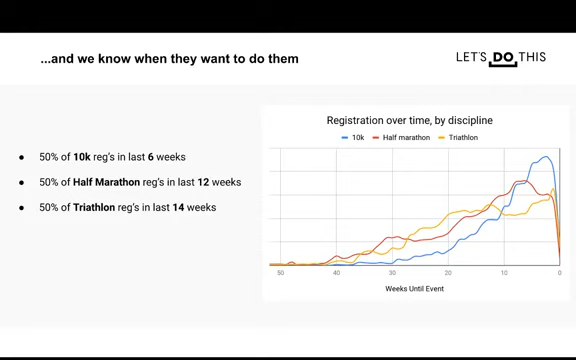 ...and we know when they want to do them
LET'S DO THIS
50% of 10k reg's in last 6 weeks
50% of Half Marathon reg's in last 12 weeks
50% of Triathlon reg's in last 14 weeks
Registration over time, by discipline
10k Half marathon Triathlon
50 40 30 20 10 0
Weeks Until Event